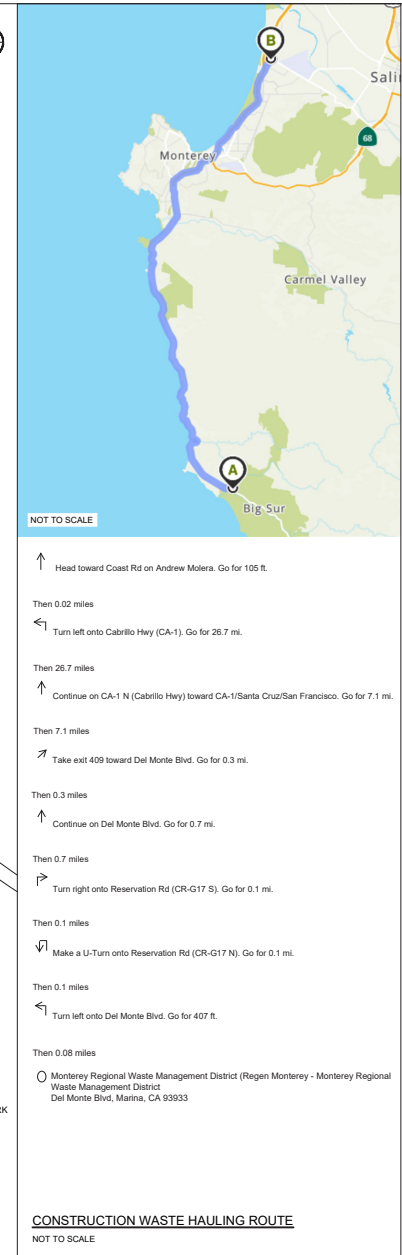 B
Sali
68
Monterey
Carmel Valley
A
Big Sur
NOT TO SCALE
Head toward Coast Rd on Andrew Molera. Go for 105 ft.
Then 0.02 miles
Turn left onto Cabrillo Hwy (CA-1). Go for 26.7 mi.
Then 26.7 miles
Continue on CA-1 N (Cabrillo Hwy) toward CA-1/Santa Cruz/San Francisco. Go for 7.1 mi.
Then 7.1 miles
Take exit 409 toward Del Monte Blvd. Go for 0.3 mi.
Then 0.3 miles
Continue on Del Monte Blvd. Go for 0.7 mi.
Then 0.7 miles
Turn right onto Reservation Rd (CR-G17 S). Go for 0.1 mi.
Then 0.1 miles
Make a U-Turn onto Reservation Rd (CR-G17 N). Go for 0.1 mi.
Then 0.1 miles
Turn left onto Del Monte Blvd. Go for 407 ft.
Then 0.08 miles
Monterey Regional Waste Management District (Regen Monterey - Monterey Regional
Waste Management District
Del Monte Blvd, Marina, CA 93933
RK
CONSTRUCTION WASTE HAULING ROUTE
NOT TO SCALE